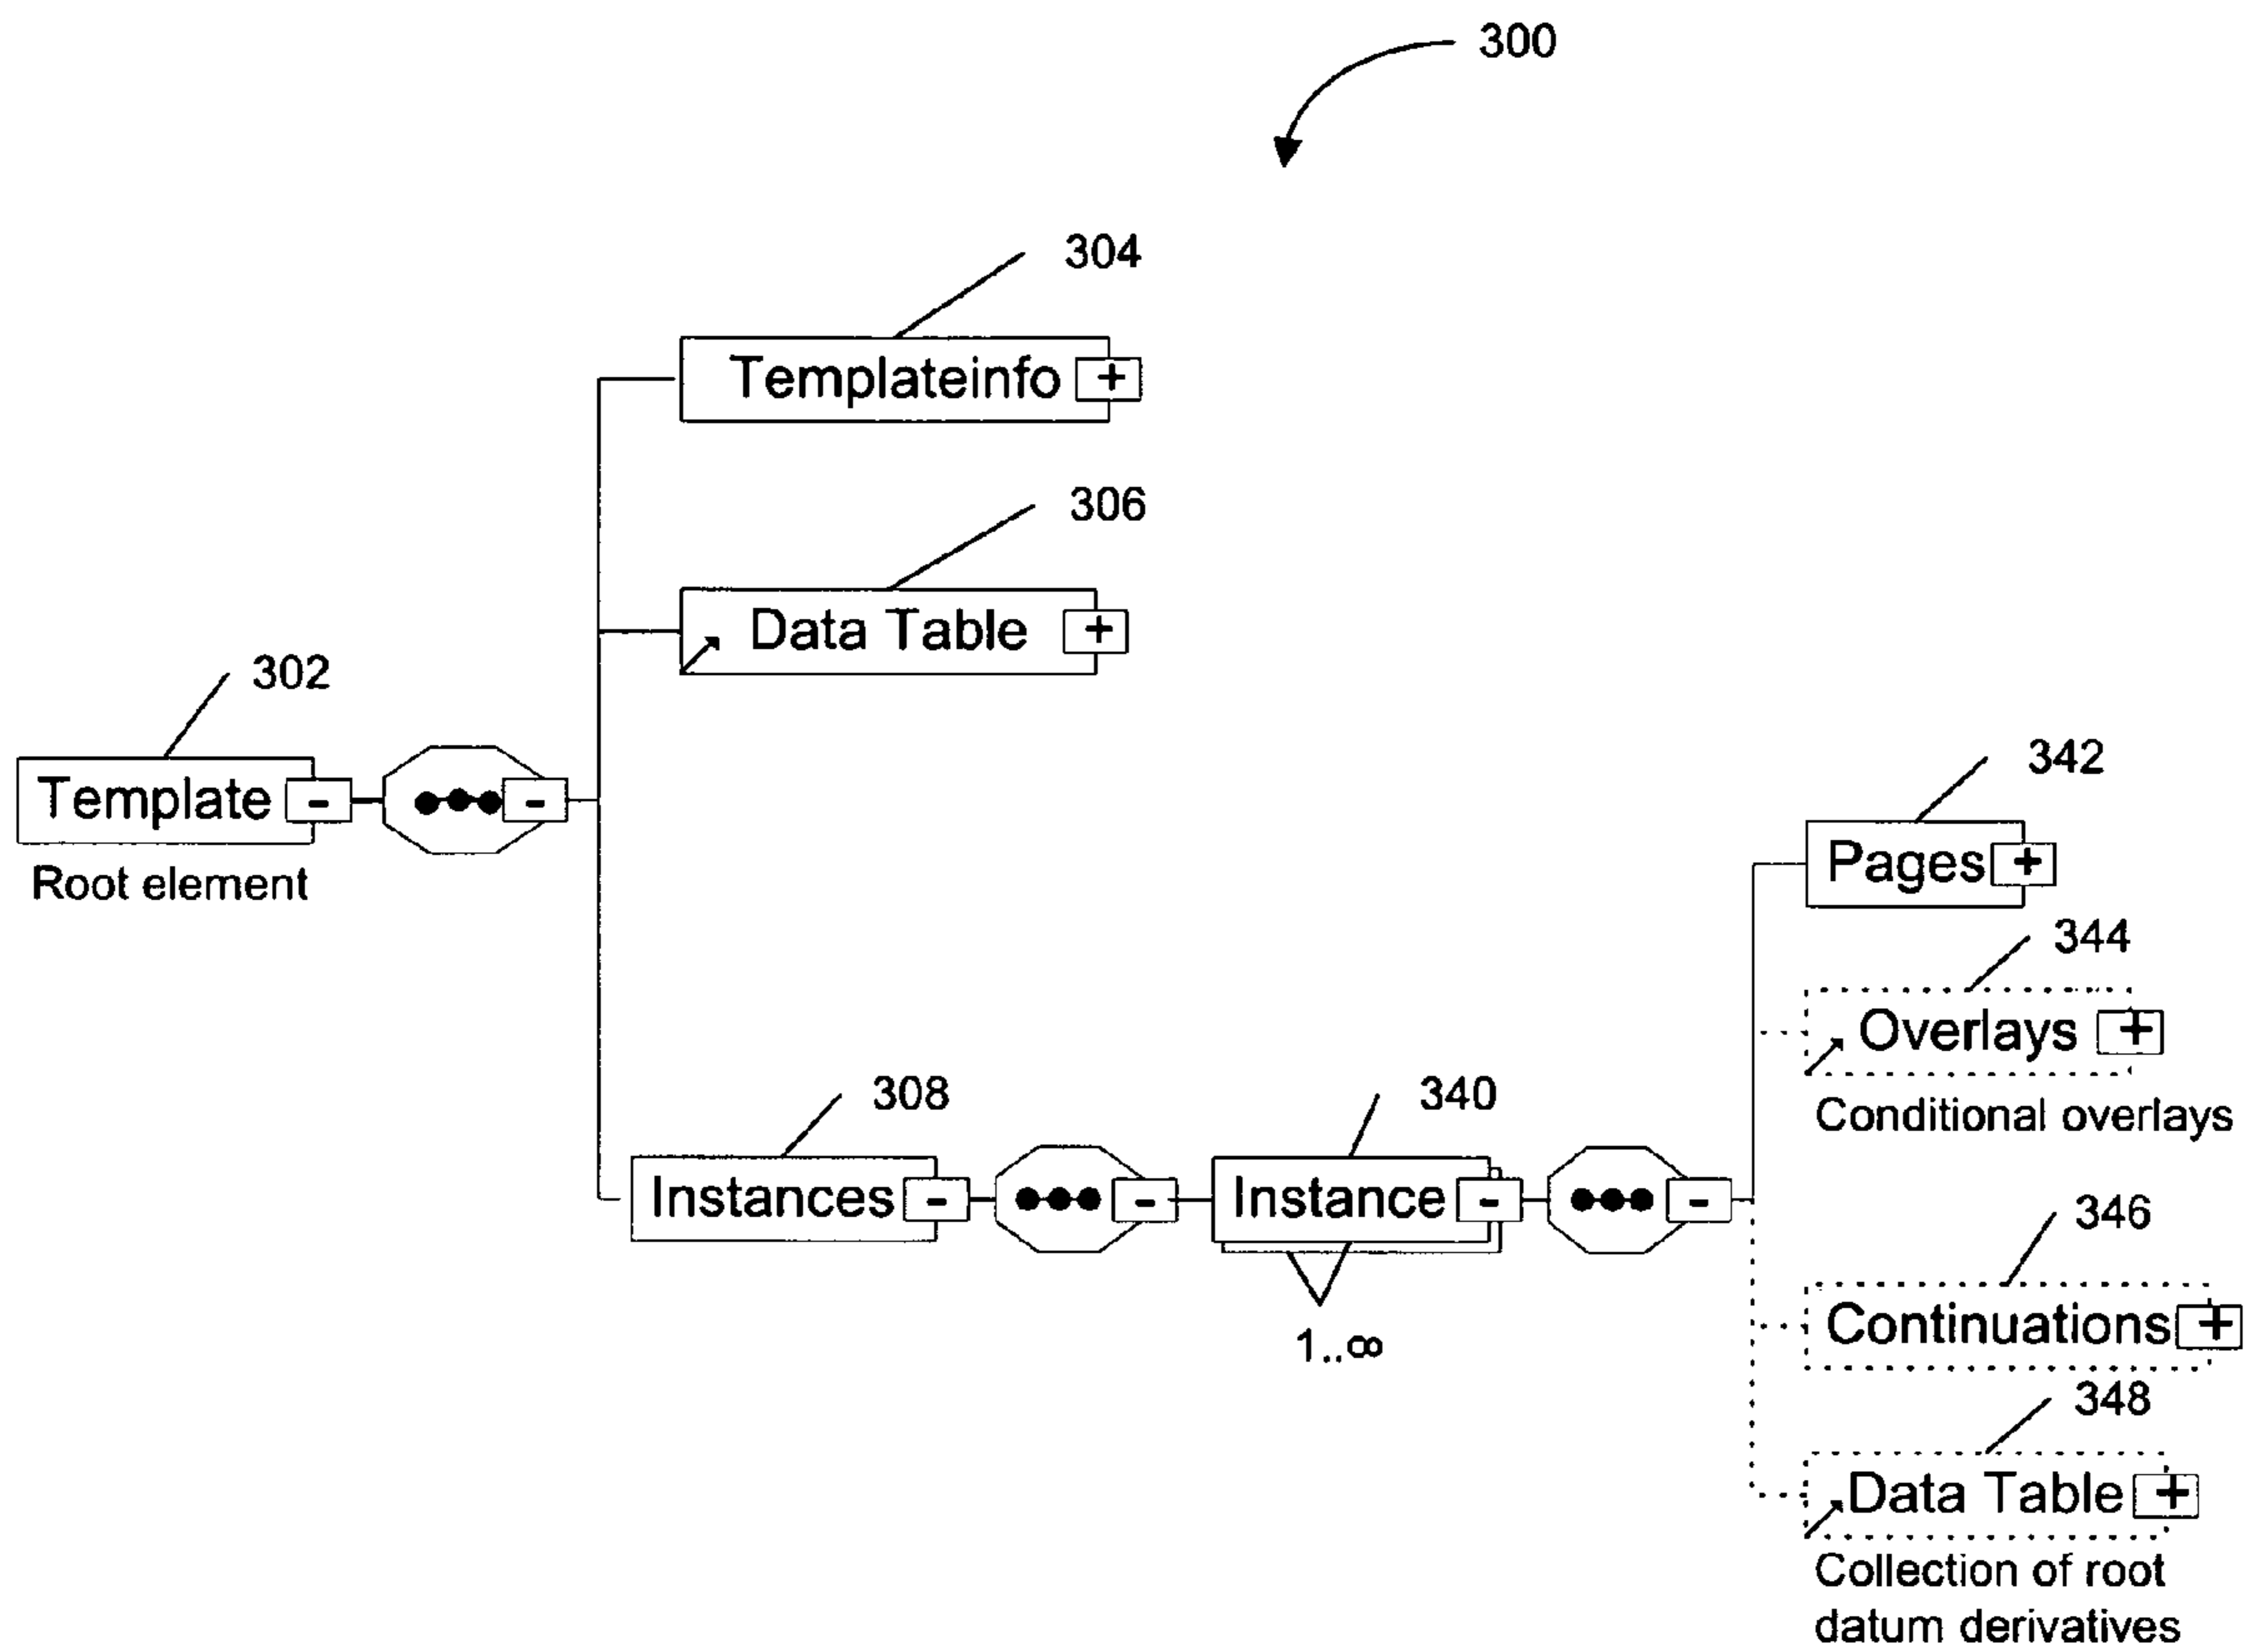 300
304
Templateinfo +
306
Data Table +
302
Template -
-
Root element
342
Pages +
344
Overlays +
Conditional overlays
308
Instances -
-
340
Instance -
-
1..∞
346
Continuations +
348
Data Table +
Collection of root
datum derivatives